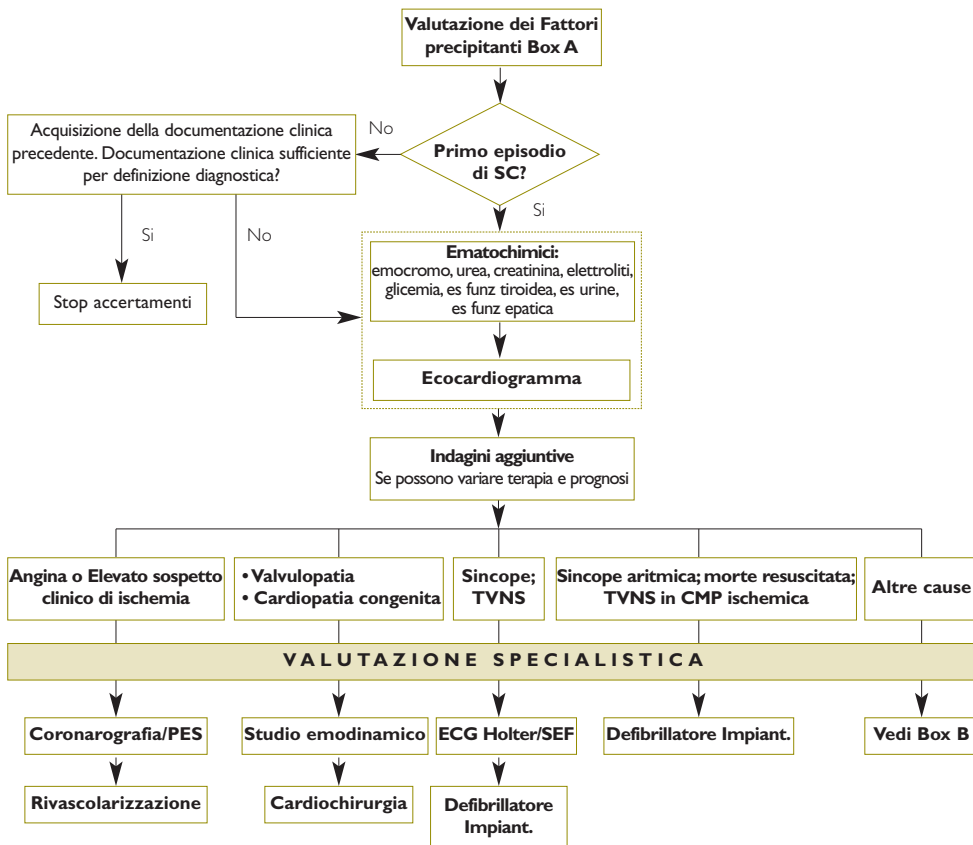 Valutazione dei Fattori
precipitanti Box A
No
Acquisizione della documentazione clinica
precedente. Documentazione clinica sufficiente
per definizione diagnostica?
Primo episodio
di SC?
Si
Si
No
Ematochimici:
emocromo, urea, creatinina, elettroliti,
glicemia, es funz tiroidea, es urine,
es funz epatica
Stop accertamenti
Ecocardiogramma
Indagini aggiuntive
Se possono variare terapia e prognosi
Angina o Elevato sospetto
clinico di ischemia
• Valvulopatia
• Cardiopatia congenita
Sincope;
TVNS
Sincope aritmica; morte resuscitata;
TVNS in CMP ischemica
Altre cause
VALUTAZIONE SPECIALISTICA
Coronarografia/PES
Studio emodinamico
ECG Holter/SEF
Defibrillatore Impiant.
Vedi Box B
Rivascolarizzazione
Cardiochirurgia
Defibrillatore
Impiant.